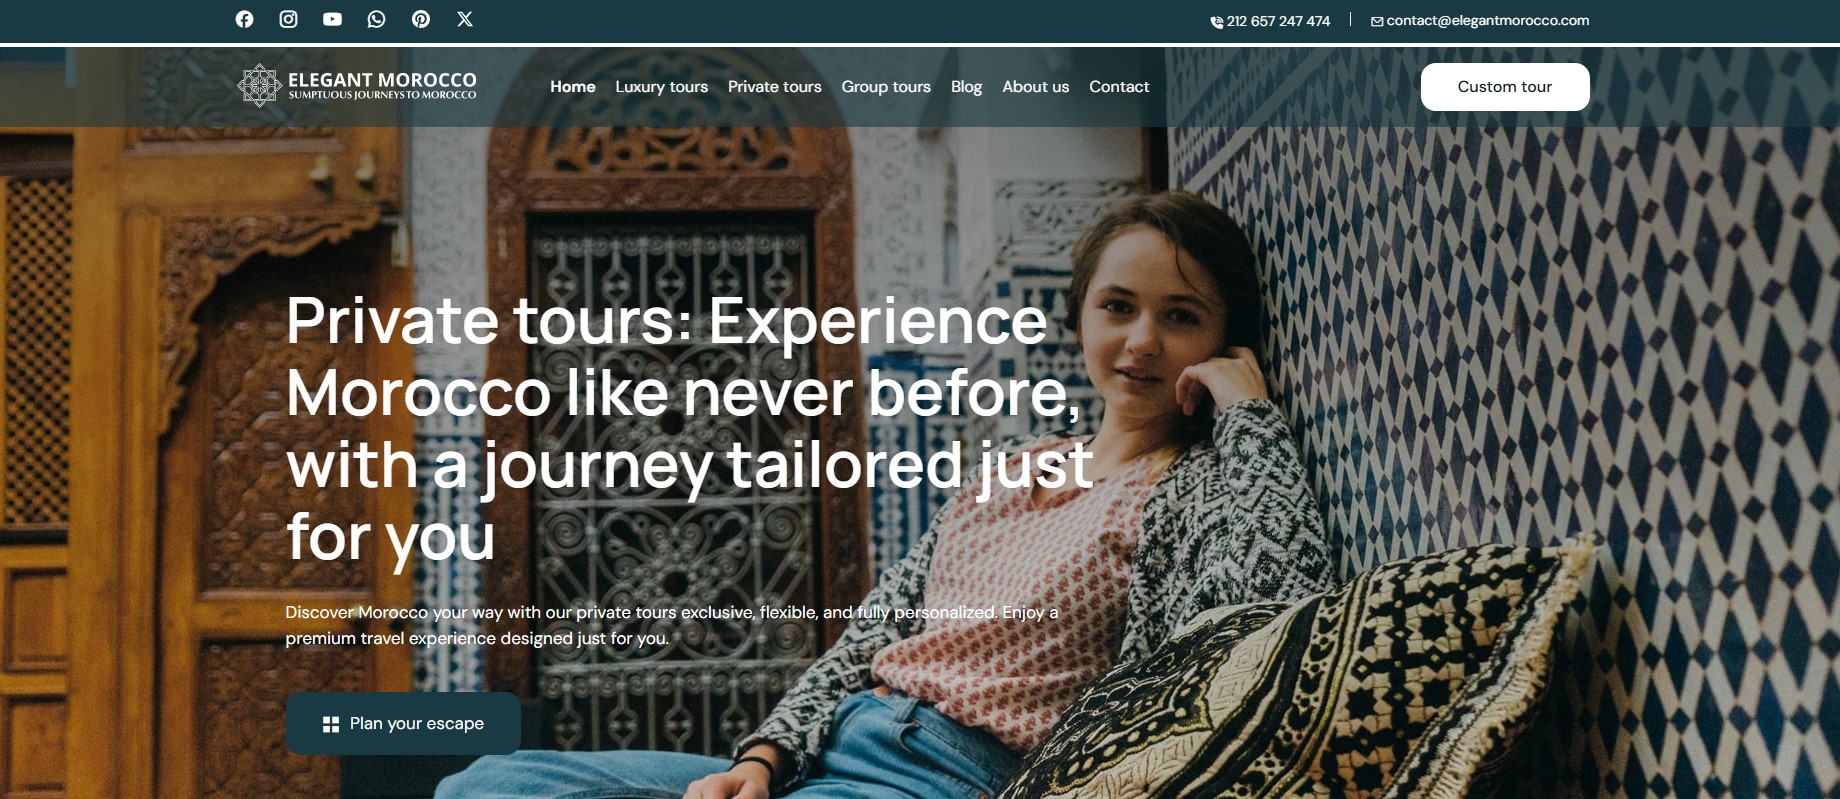 212 657 247 474
contact@elegantmorocco.com
ELEGANT MOROCCO
SUMPTUOUS JOURNEYS TO MOROCCO
Home Luxury tours Private tours Group tours Blog About us Contact
Custom tour
Private tours: Experience
Morocco like never before,
with a journey tailored just
for you
Discover Morocco your way with our private tours exclusive, flexible, and fully personalized. Enjoy a
premium travel experience designed just for you.
Plan your escape